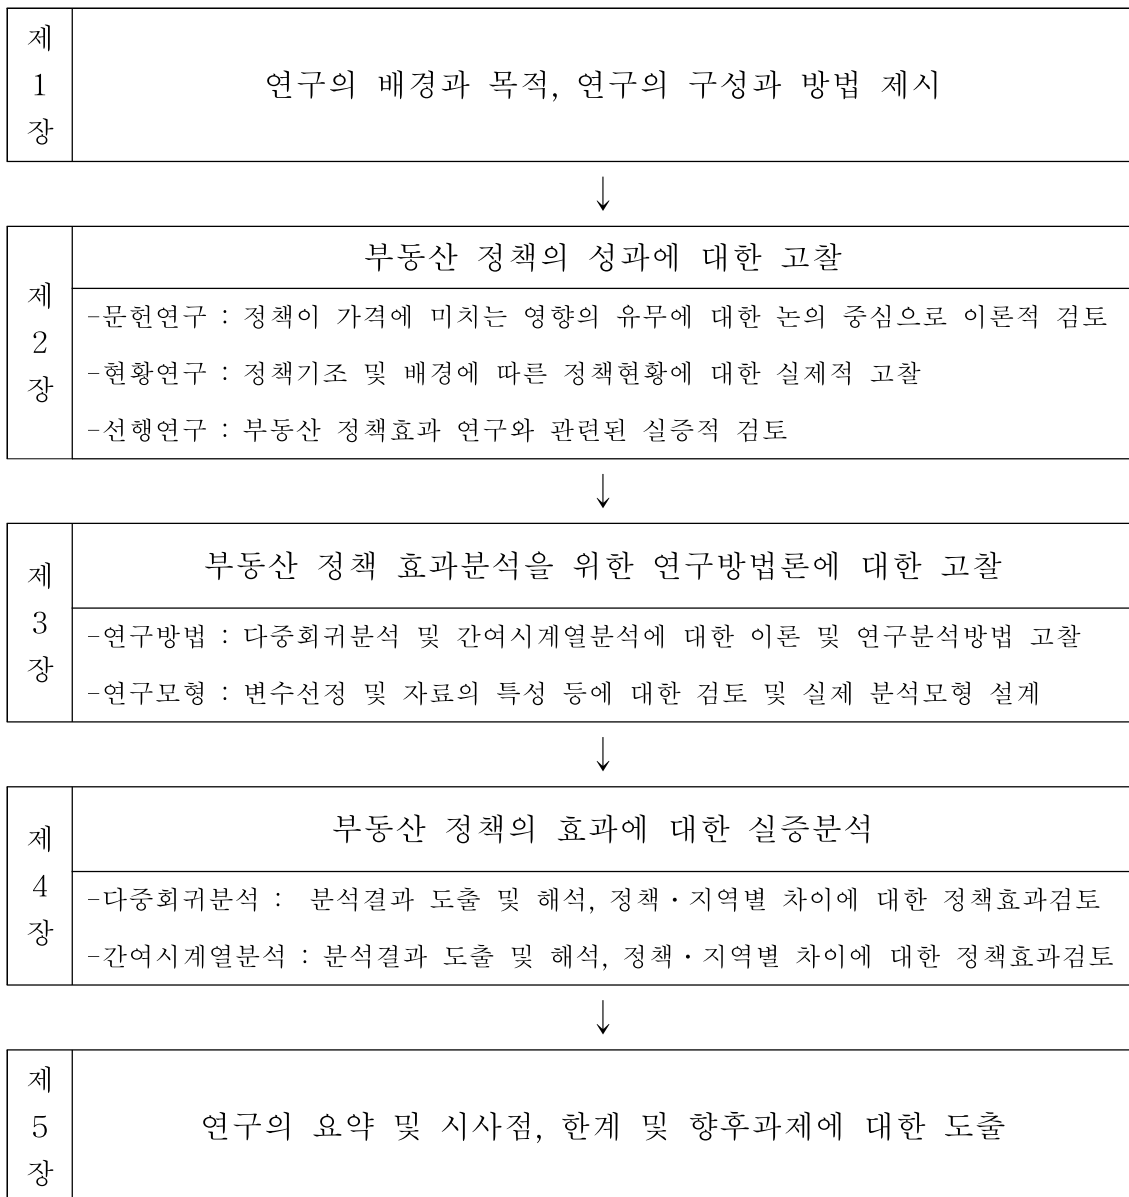 제
1
장
연구의 배경과 목적, 연구의 구성과 방법 제시
↓
제
2
장
부동산 정책의 성과에 대한 고찰
-문헌연구 : 정책이 가격에 미치는 영향의 유무에 대한 논의 중심으로 이론적 검토
-현황연구 : 정책기조 및 배경에 따른 정책현황에 대한 실제적 고찰
-선행연구 : 부동산 정책효과 연구와 관련된 실증적 검토
↓
제
3
장
부동산 정책 효과분석을 위한 연구방법론에 대한 고찰
-연구방법 : 다중회귀분석 및 간여시계열분석에 대한 이론 및 연구분석방법 고찰
-연구모형 : 변수선정 및 자료의 특성 등에 대한 검토 및 실제 분석모형 설계
↓
제
4
장
부동산 정책의 효과에 대한 실증분석
-다중회귀분석 : 분석결과 도출 및 해석, 정책·지역별 차이에 대한 정책효과검토
-간여시계열분석 : 분석결과 도출 및 해석, 정책·지역별 차이에 대한 정책효과검토
↓
제
5
장
연구의 요약 및 시사점, 한계 및 향후과제에 대한 도출